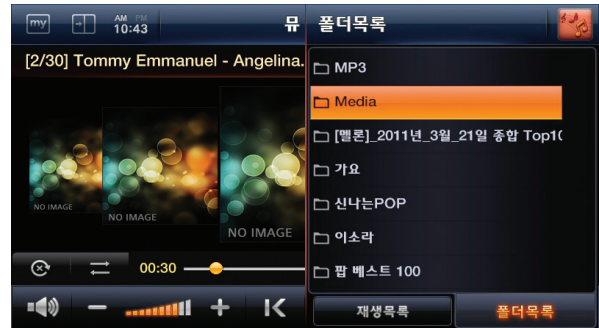 my
AM PM
10:43
뮤
폴더목록
[2/30] Tommy Emmanuel - Angelina.
MP3
Media
[멜론]_2011년_3월_21일 종합 Top10
가요
신나는POP
이소라
팝 베스트 100
NO IMAGE
NO IMAGE
NO IMAGE
00:30
재생목록
폴더목록